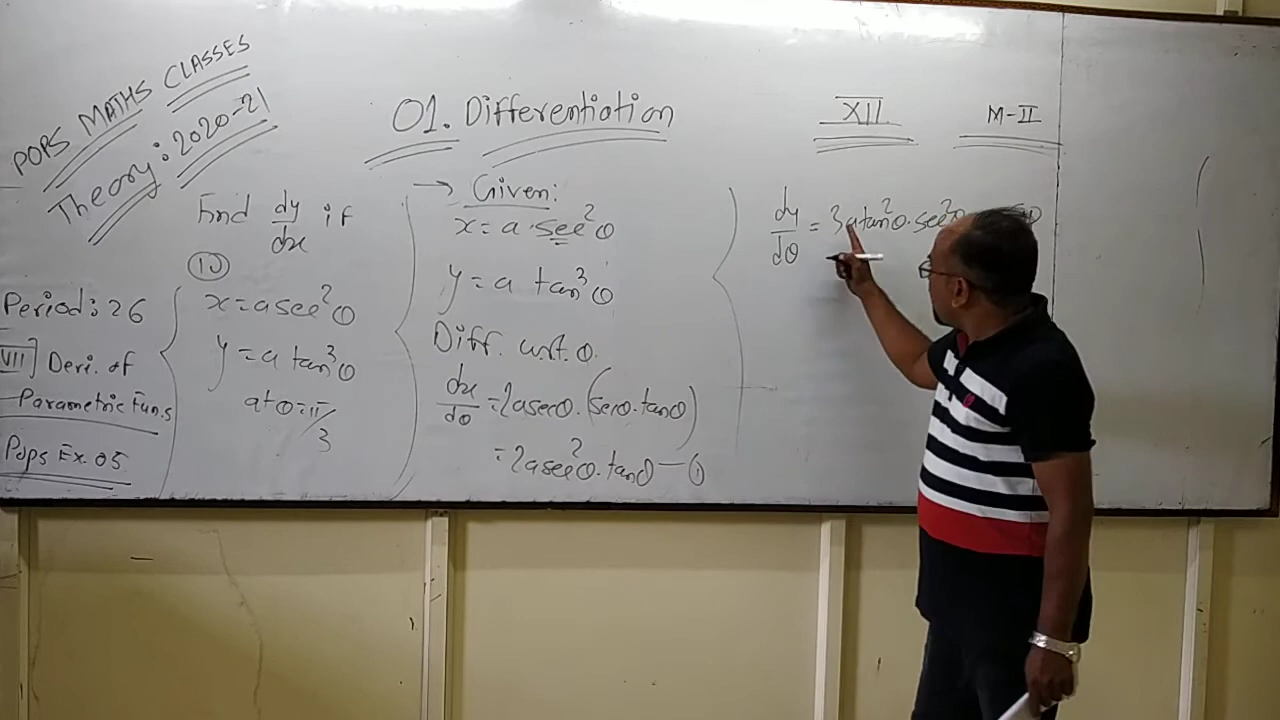 POPS MATHS CLASSES
Theory: 2020-21
01. Differentiation
XII
M-II
Find dy/dx if
10
x = a sec²θ
y = a tan³θ
at θ = π/3
Period: 26
VII] Deri. of
Parametric Fun.s
Pops Ex. 05
→ Given:
x = a · sec²θ
y = a tan³θ
Diff. w.r.t. θ.
dx/dθ = 2a secθ · (secθ · tanθ)
= 2a sec²θ · tanθ — ①
dy/dθ = 3a tan²θ · sec²θ